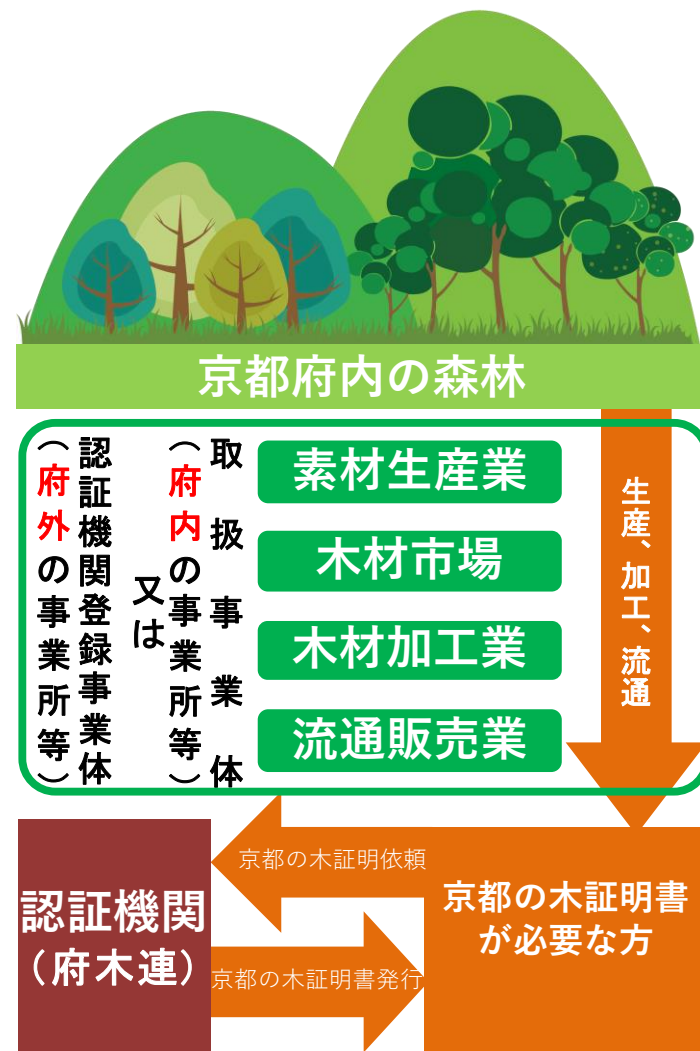 京都府内の森林
取扱事業体
（府内の事業所等）
又は
認証機関登録事業体
（府外の事業所等）
素材生産業
木材市場
木材加工業
流通販売業
生産、加工、流通
京都の木証明依頼
京都の木証明書
が必要な方
認証機関
（府木連）
京都の木証明書発行